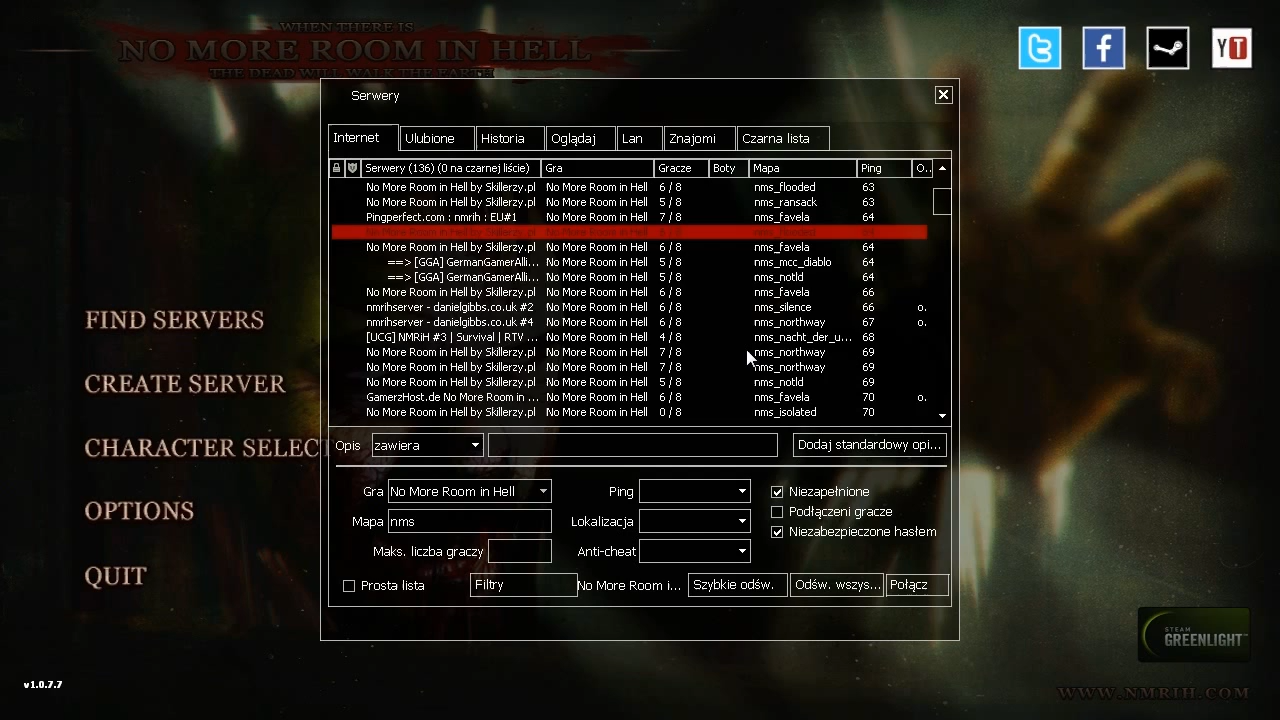 WHEN THERE IS
NO MORE ROOM IN HELL
THE DEAD WILL WALK THE EARTH
Serwery
Internet Ulubione Historia Oglądaj Lan Znajomi Czarna lista
Serwery (136) (0 na czarnej liście) Gra Gracze Boty Mapa Ping O..
No More Room in Hell by Skillerzy.pl No More Room in Hell 6 / 8 nms_flooded 63
No More Room in Hell by Skillerzy.pl No More Room in Hell 5 / 8 nms_ransack 63
Pingperfect.com : nmrih : EU#1 No More Room in Hell 7 / 8 nms_favela 64
No More Room in Hell by Skillerzy.pl No More Room in Hell nms_flooded 64
No More Room in Hell by Skillerzy.pl No More Room in Hell 6 / 8 nms_favela 64
==> [GGA] GermanGamerAlli... No More Room in Hell 5 / 8 nms_mcc_diablo 64
==> [GGA] GermanGamerAlli... No More Room in Hell 5 / 8 nms_notld 64
No More Room in Hell by Skillerzy.pl No More Room in Hell 6 / 8 nms_favela 66
nmrihserver - danielgibbs.co.uk #2 No More Room in Hell 6 / 8 nms_silence 66 o.
nmrihserver - danielgibbs.co.uk #4 No More Room in Hell 6 / 8 nms_northway 67 o.
[UCG] NMRiH #3 | Survival | RTV ... No More Room in Hell 4 / 8 nms_nacht_der_u... 68
No More Room in Hell by Skillerzy.pl No More Room in Hell 7 / 8 nms_northway 69
No More Room in Hell by Skillerzy.pl No More Room in Hell 7 / 8 nms_northway 69
No More Room in Hell by Skillerzy.pl No More Room in Hell 5 / 8 nms_notld 69
GamerzHost.de No More Room in ... No More Room in Hell 6 / 8 nms_favela 70 o.
No More Room in Hell by Skillerzy.pl No More Room in Hell 0 / 8 nms_isolated 70
Opis zawiera Dodaj standardowy opi...
Gra No More Room in Hell Ping Niezapełnione
Podłączeni gracze
Mapa nms Lokalizacja Niezabezpieczone hasłem
Maks. liczba graczy Anti-cheat
Prosta lista Filtry No More Room i... Szybkie odśw. Odśw. wszys... Połącz
FIND SERVERS
CREATE SERVER
CHARACTER SELECT
OPTIONS
QUIT
v1.0.7.7
YT
STEAM
GREENLIGHT
WWW.NMRIH.COM